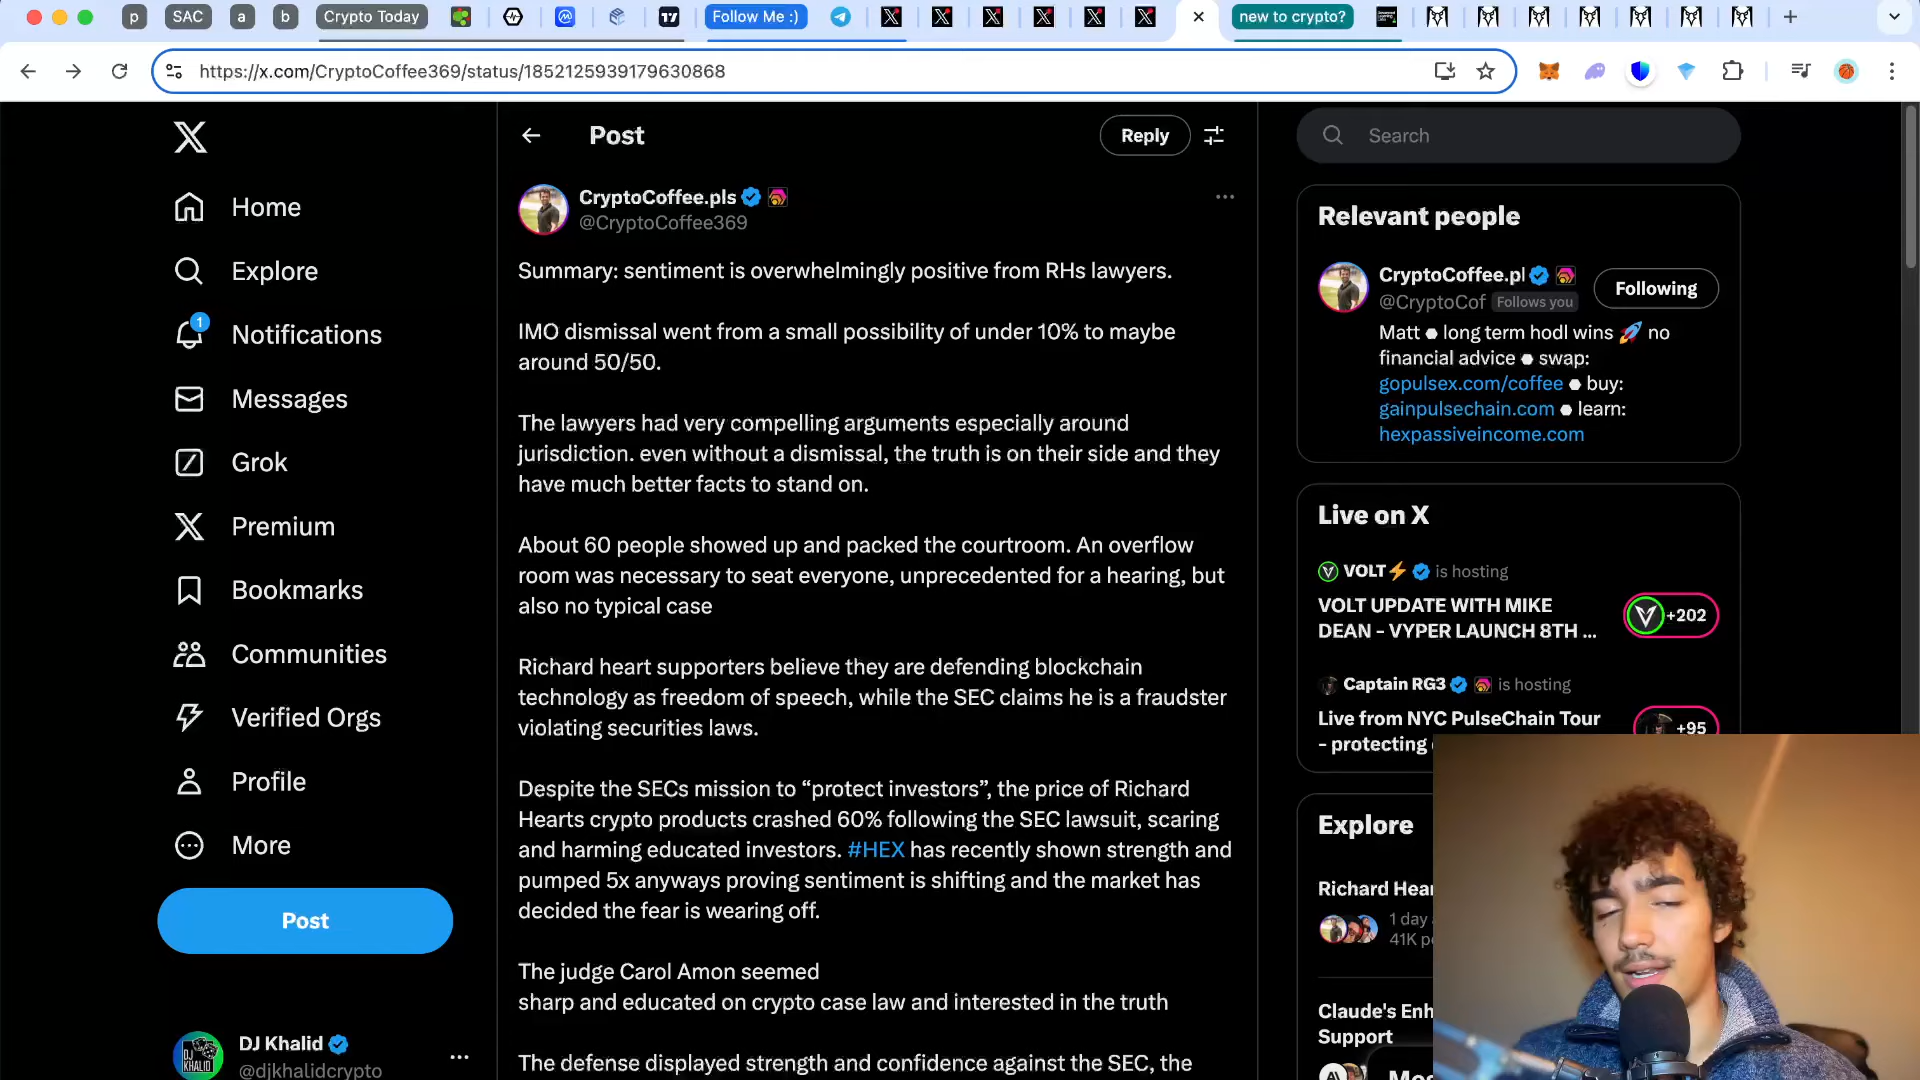 p
SAC
a
b
Crypto Today
Follow Me :)
new to crypto?
https://x.com/CryptoCoffee369/status/1852125939179630868
Home
Explore
1
Notifications
Messages
Grok
Premium
Bookmarks
Communities
Verified Orgs
Profile
More
Post
DJ Khalid
@djkhalidcrypto
Post
Reply
CryptoCoffee.pls
@CryptoCoffee369
Summary: sentiment is overwhelmingly positive from RHs lawyers.
IMO dismissal went from a small possibility of under 10% to maybe
around 50/50.
The lawyers had very compelling arguments especially around
jurisdiction. even without a dismissal, the truth is on their side and they
have much better facts to stand on.
About 60 people showed up and packed the courtroom. An overflow
room was necessary to seat everyone, unprecedented for a hearing, but
also no typical case
Richard heart supporters believe they are defending blockchain
technology as freedom of speech, while the SEC claims he is a fraudster
violating securities laws.
Despite the SECs mission to “protect investors”, the price of Richard
Hearts crypto products crashed 60% following the SEC lawsuit, scaring
and harming educated investors. #HEX has recently shown strength and
pumped 5x anyways proving sentiment is shifting and the market has
decided the fear is wearing off.
The judge Carol Amon seemed
sharp and educated on crypto case law and interested in the truth
The defense displayed strength and confidence against the SEC, the
Search
Relevant people
CryptoCoffee.pl
@CryptoCof Follows you
Following
Matt ● long term hodl wins 🚀 no
financial advice ● swap:
gopulsex.com/coffee ● buy:
gainpulsechain.com ● learn:
hexpassiveincome.com
Live on X
VOLT⚡ is hosting
VOLT UPDATE WITH MIKE
DEAN - VYPER LAUNCH 8TH ...
+202
Captain RG3 is hosting
Live from NYC PulseChain Tour
- protecting
+95
Explore
Richard Hear
1 day
41K p
Claude's Enh
Support